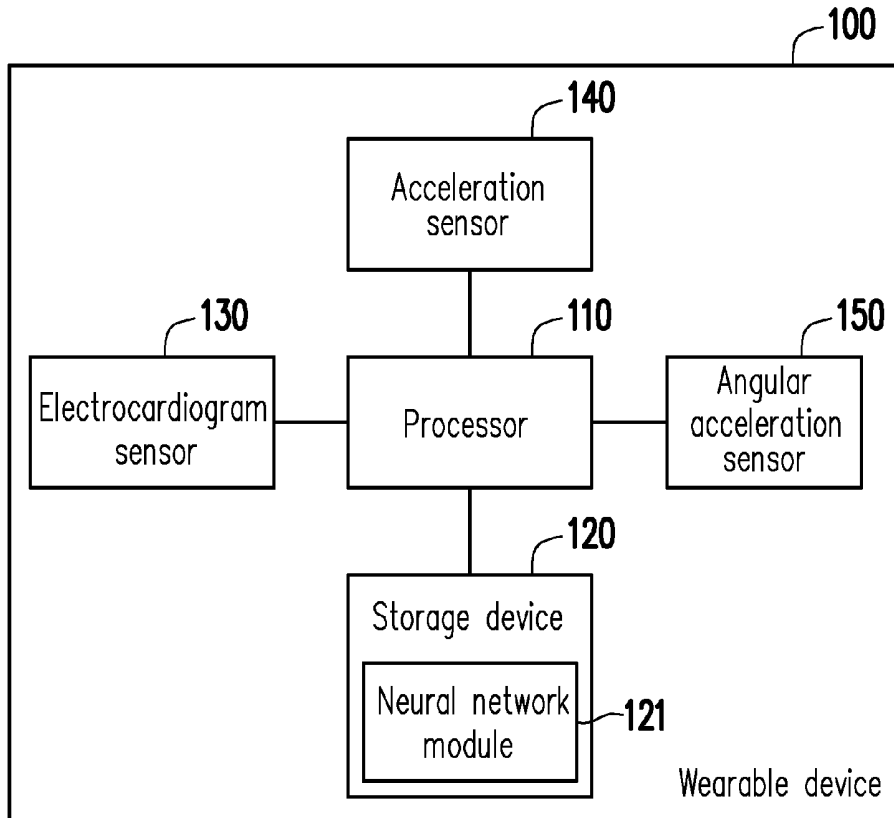 100
140
Acceleration
sensor
130
110
150
Electrocardiogram
sensor
Processor
Angular
acceleration
sensor
120
Storage device
Neural network
module
121
Wearable device